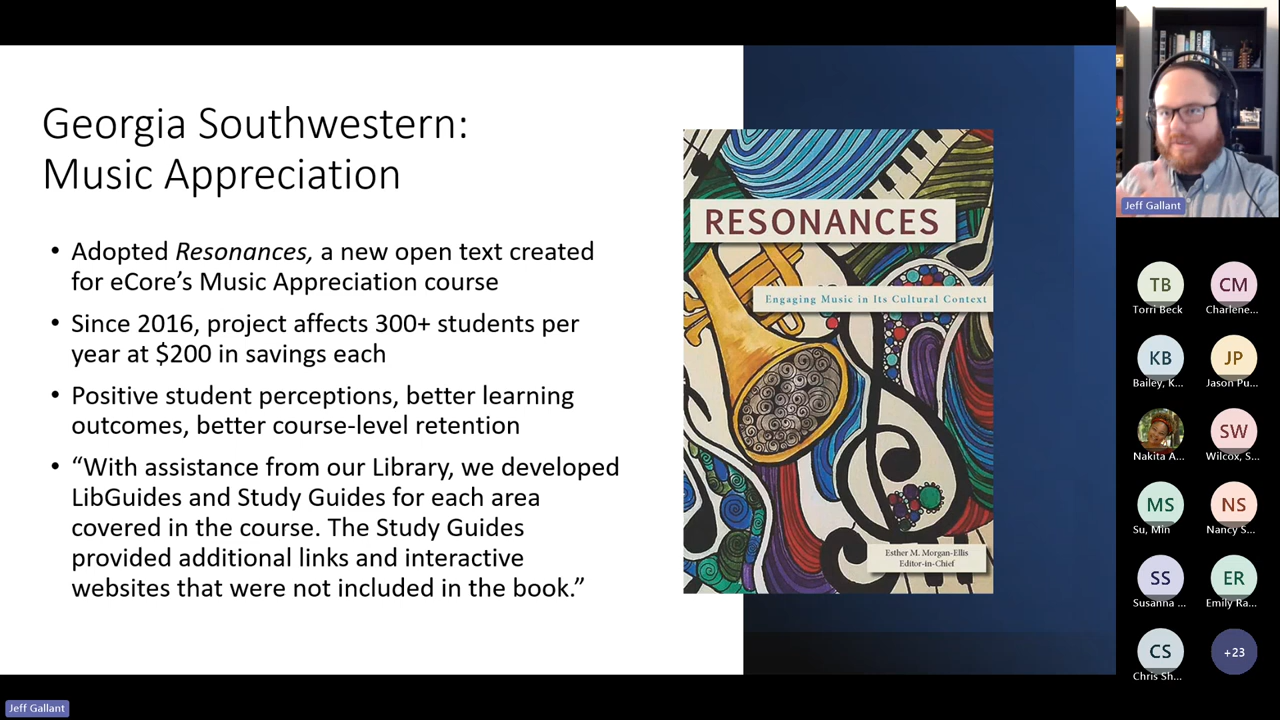 Georgia Southwestern:
Music Appreciation
• Adopted Resonances, a new open text created
for eCore’s Music Appreciation course
• Since 2016, project affects 300+ students per
year at $200 in savings each
• Positive student perceptions, better learning
outcomes, better course-level retention
• “With assistance from our Library, we developed
LibGuides and Study Guides for each area
covered in the course. The Study Guides
provided additional links and interactive
websites that were not included in the book.”
RESONANCES
Engaging Music in Its Cultural Context
Esther M. Morgan-Ellis
Editor-in-Chief
Jeff Gallant
TB
CM
Torri Beck
Charlene...
KB
JP
Bailey, K...
Jason Pu...
SW
Nakita A...
Wilcox, S...
MS
NS
Su, Min
Nancy S...
SS
ER
Susanna ...
Emily Ra...
CS
+23
Chris Sh...
Jeff Gallant